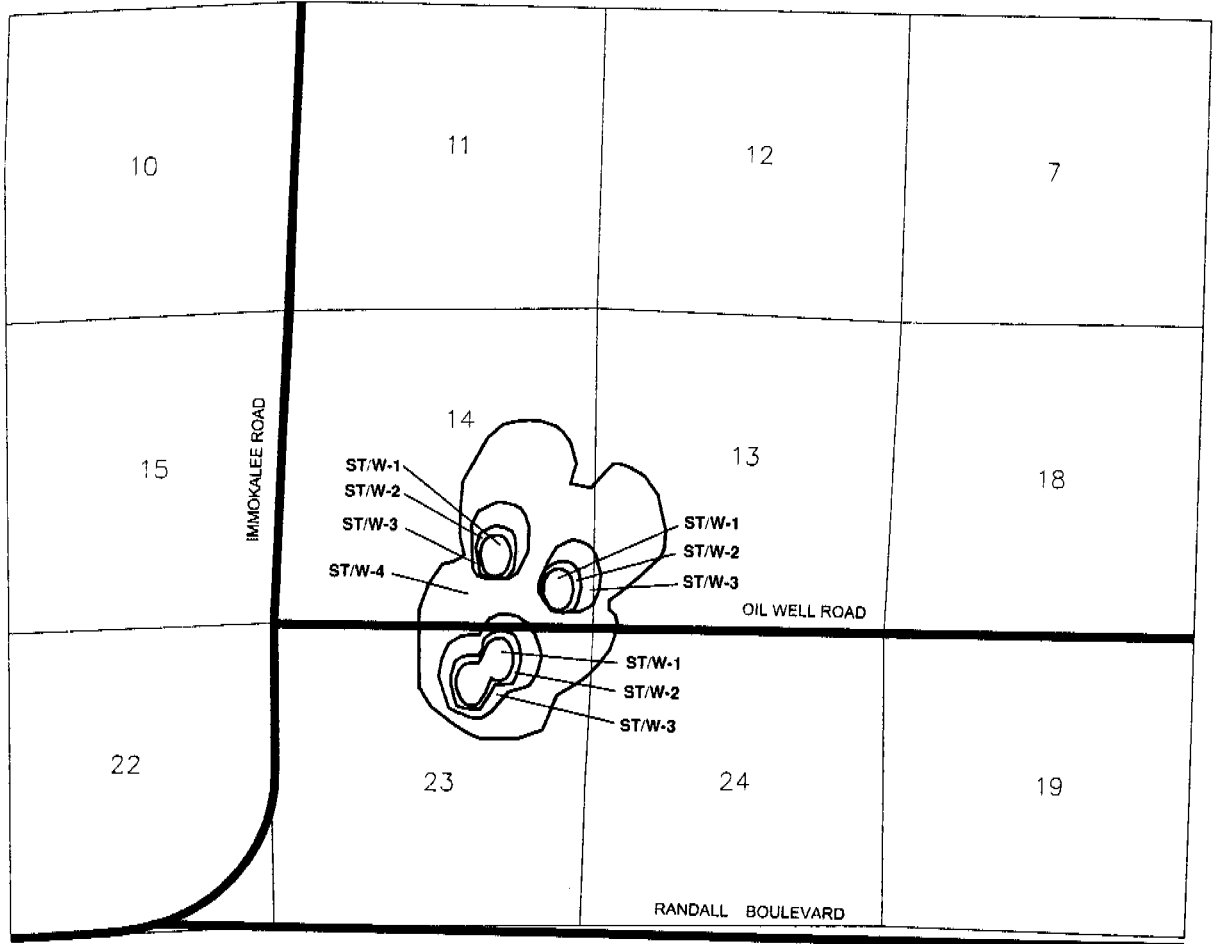 10
11
12
7
15
IMMOKALEE ROAD
14
13
18
ST/W-1
ST/W-2
ST/W-3
ST/W-4
ST/W-1
ST/W-2
ST/W-3
OIL WELL ROAD
ST/W-1
ST/W-2
ST/W-3
22
23
24
19
RANDALL BOULEVARD